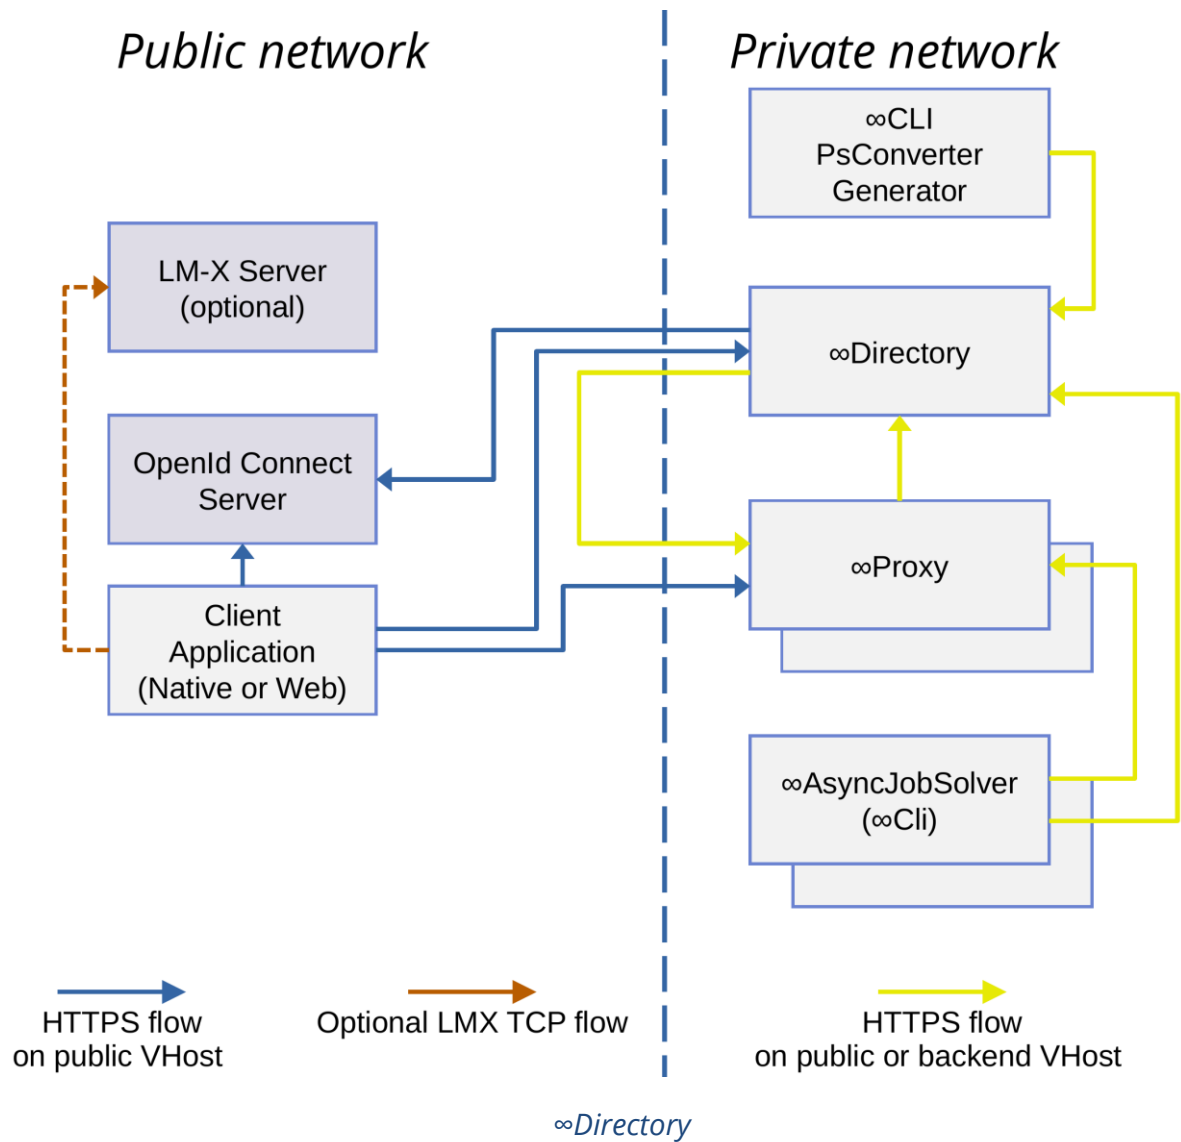 Public network
Private network
∞CLI
PsConverter
Generator
LM-X Server
(optional)
∞Directory
OpenId Connect
Server
∞Proxy
Client
Application
(Native or Web)
∞AsyncJobSolver
(∞Cli)
HTTPS flow
on public VHost
Optional LMX TCP flow
HTTPS flow
on public or backend VHost
∞Directory